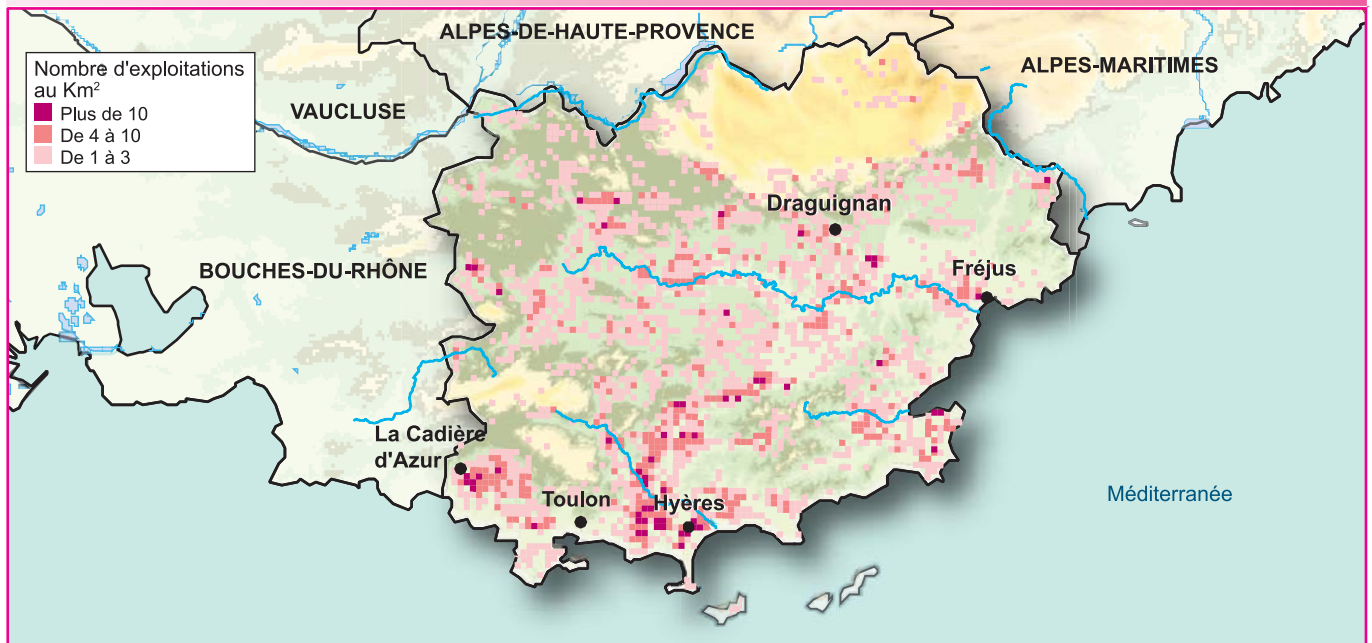 ALPES-DE-HAUTE-PROVENCE
Nombre d'exploitations
au Km²
Plus de 10
De 4 à 10
De 1 à 3
VAUCLUSE
ALPES-MARITIMES
Draguignan
BOUCHES-DU-RHÔNE
Fréjus
La Cadière
d'Azur
Toulon
Hyères
Méditerranée